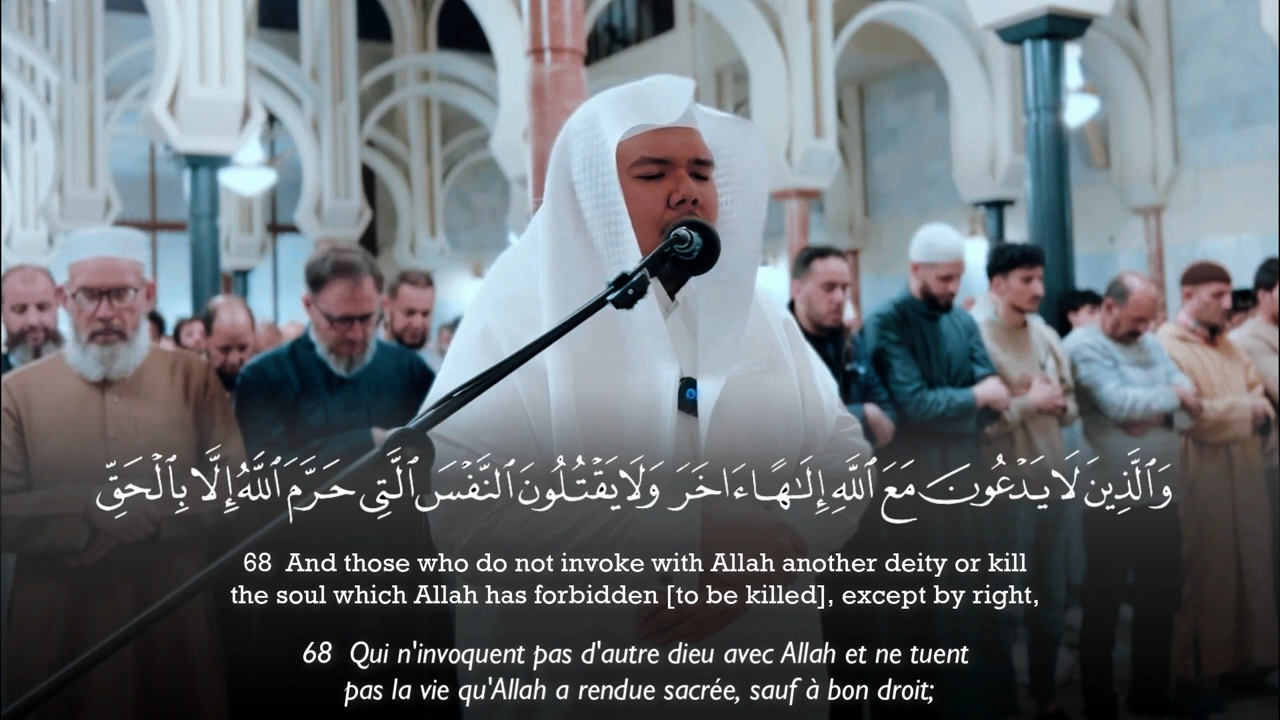 وَٱلَّذِينَ لَا يَدْعُونَ مَعَ ٱللَّهِ إِلَٰهًا ءَاخَرَ وَلَا يَقْتُلُونَ ٱلنَّفْسَ ٱلَّتِي حَرَّمَ ٱللَّهُ إِلَّا بِٱلْحَقِّ
68 And those who do not invoke with Allah another deity or kill
the soul which Allah has forbidden [to be killed], except by right,
68 Qui n'invoquent pas d'autre dieu avec Allah et ne tuent
pas la vie qu'Allah a rendue sacrée, sauf à bon droit;